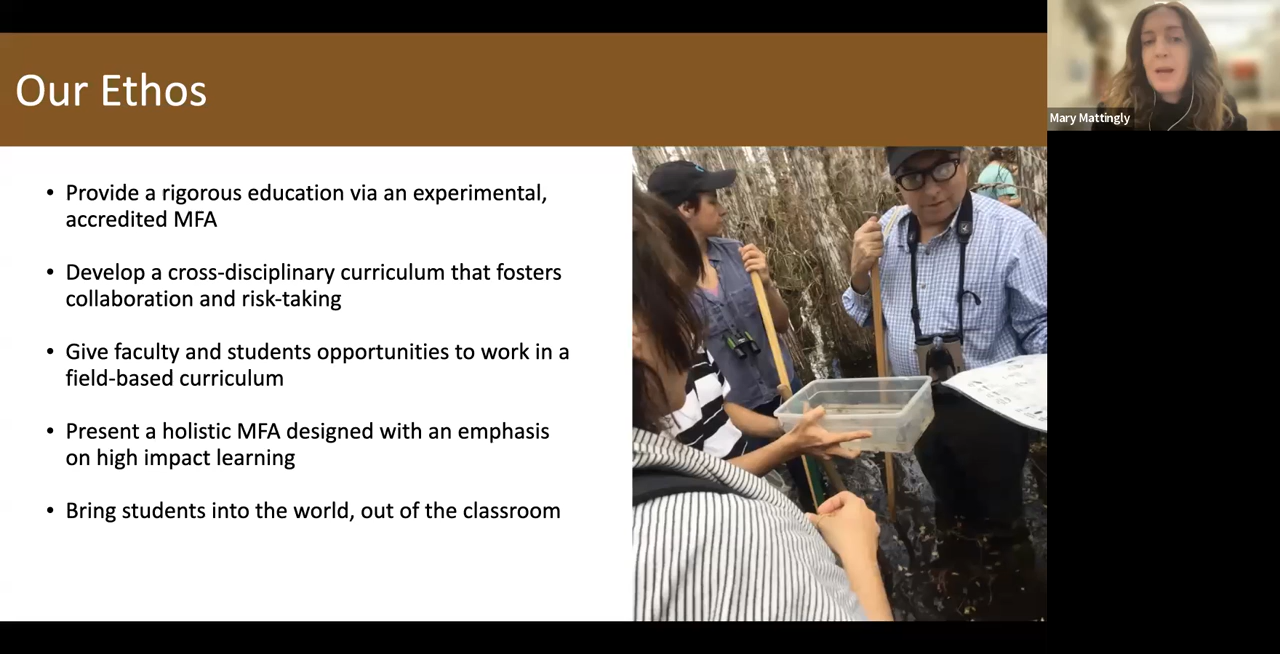 Our Ethos
Mary Mattingly
• Provide a rigorous education via an experimental,
accredited MFA
• Develop a cross-disciplinary curriculum that fosters
collaboration and risk-taking
• Give faculty and students opportunities to work in a
field-based curriculum
• Present a holistic MFA designed with an emphasis
on high impact learning
• Bring students into the world, out of the classroom